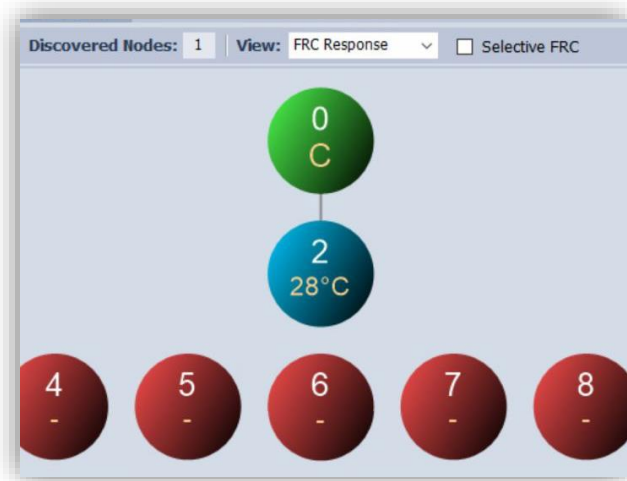 Discovered Nodes: 1 View: FRC Response Selective FRC
0
C
2
28°C
4 5 6 7 8
- - - - -